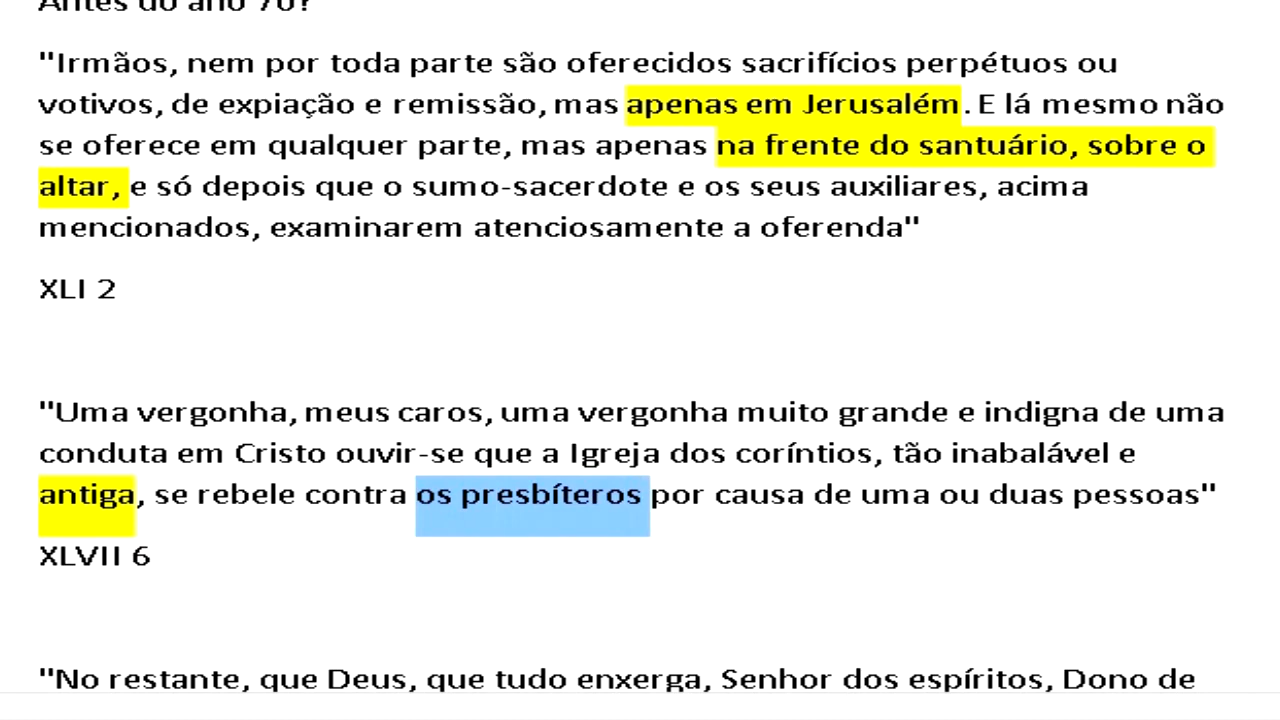 Antes do ano 70?
"Irmãos, nem por toda parte são oferecidos sacrifícios perpétuos ou
votivos, de expiação e remissão, mas apenas em Jerusalém. E lá mesmo não
se oferece em qualquer parte, mas apenas na frente do santuário, sobre o
altar, e só depois que o sumo-sacerdote e os seus auxiliares, acima
mencionados, examinarem atenciosamente a oferenda"
XLI 2
"Uma vergonha, meus caros, uma vergonha muito grande e indigna de uma
conduta em Cristo ouvir-se que a Igreja dos coríntios, tão inabalável e
antiga, se rebele contra os presbíteros por causa de uma ou duas pessoas"
XLVII 6
"No restante, que Deus, que tudo enxerga, Senhor dos espíritos, Dono de